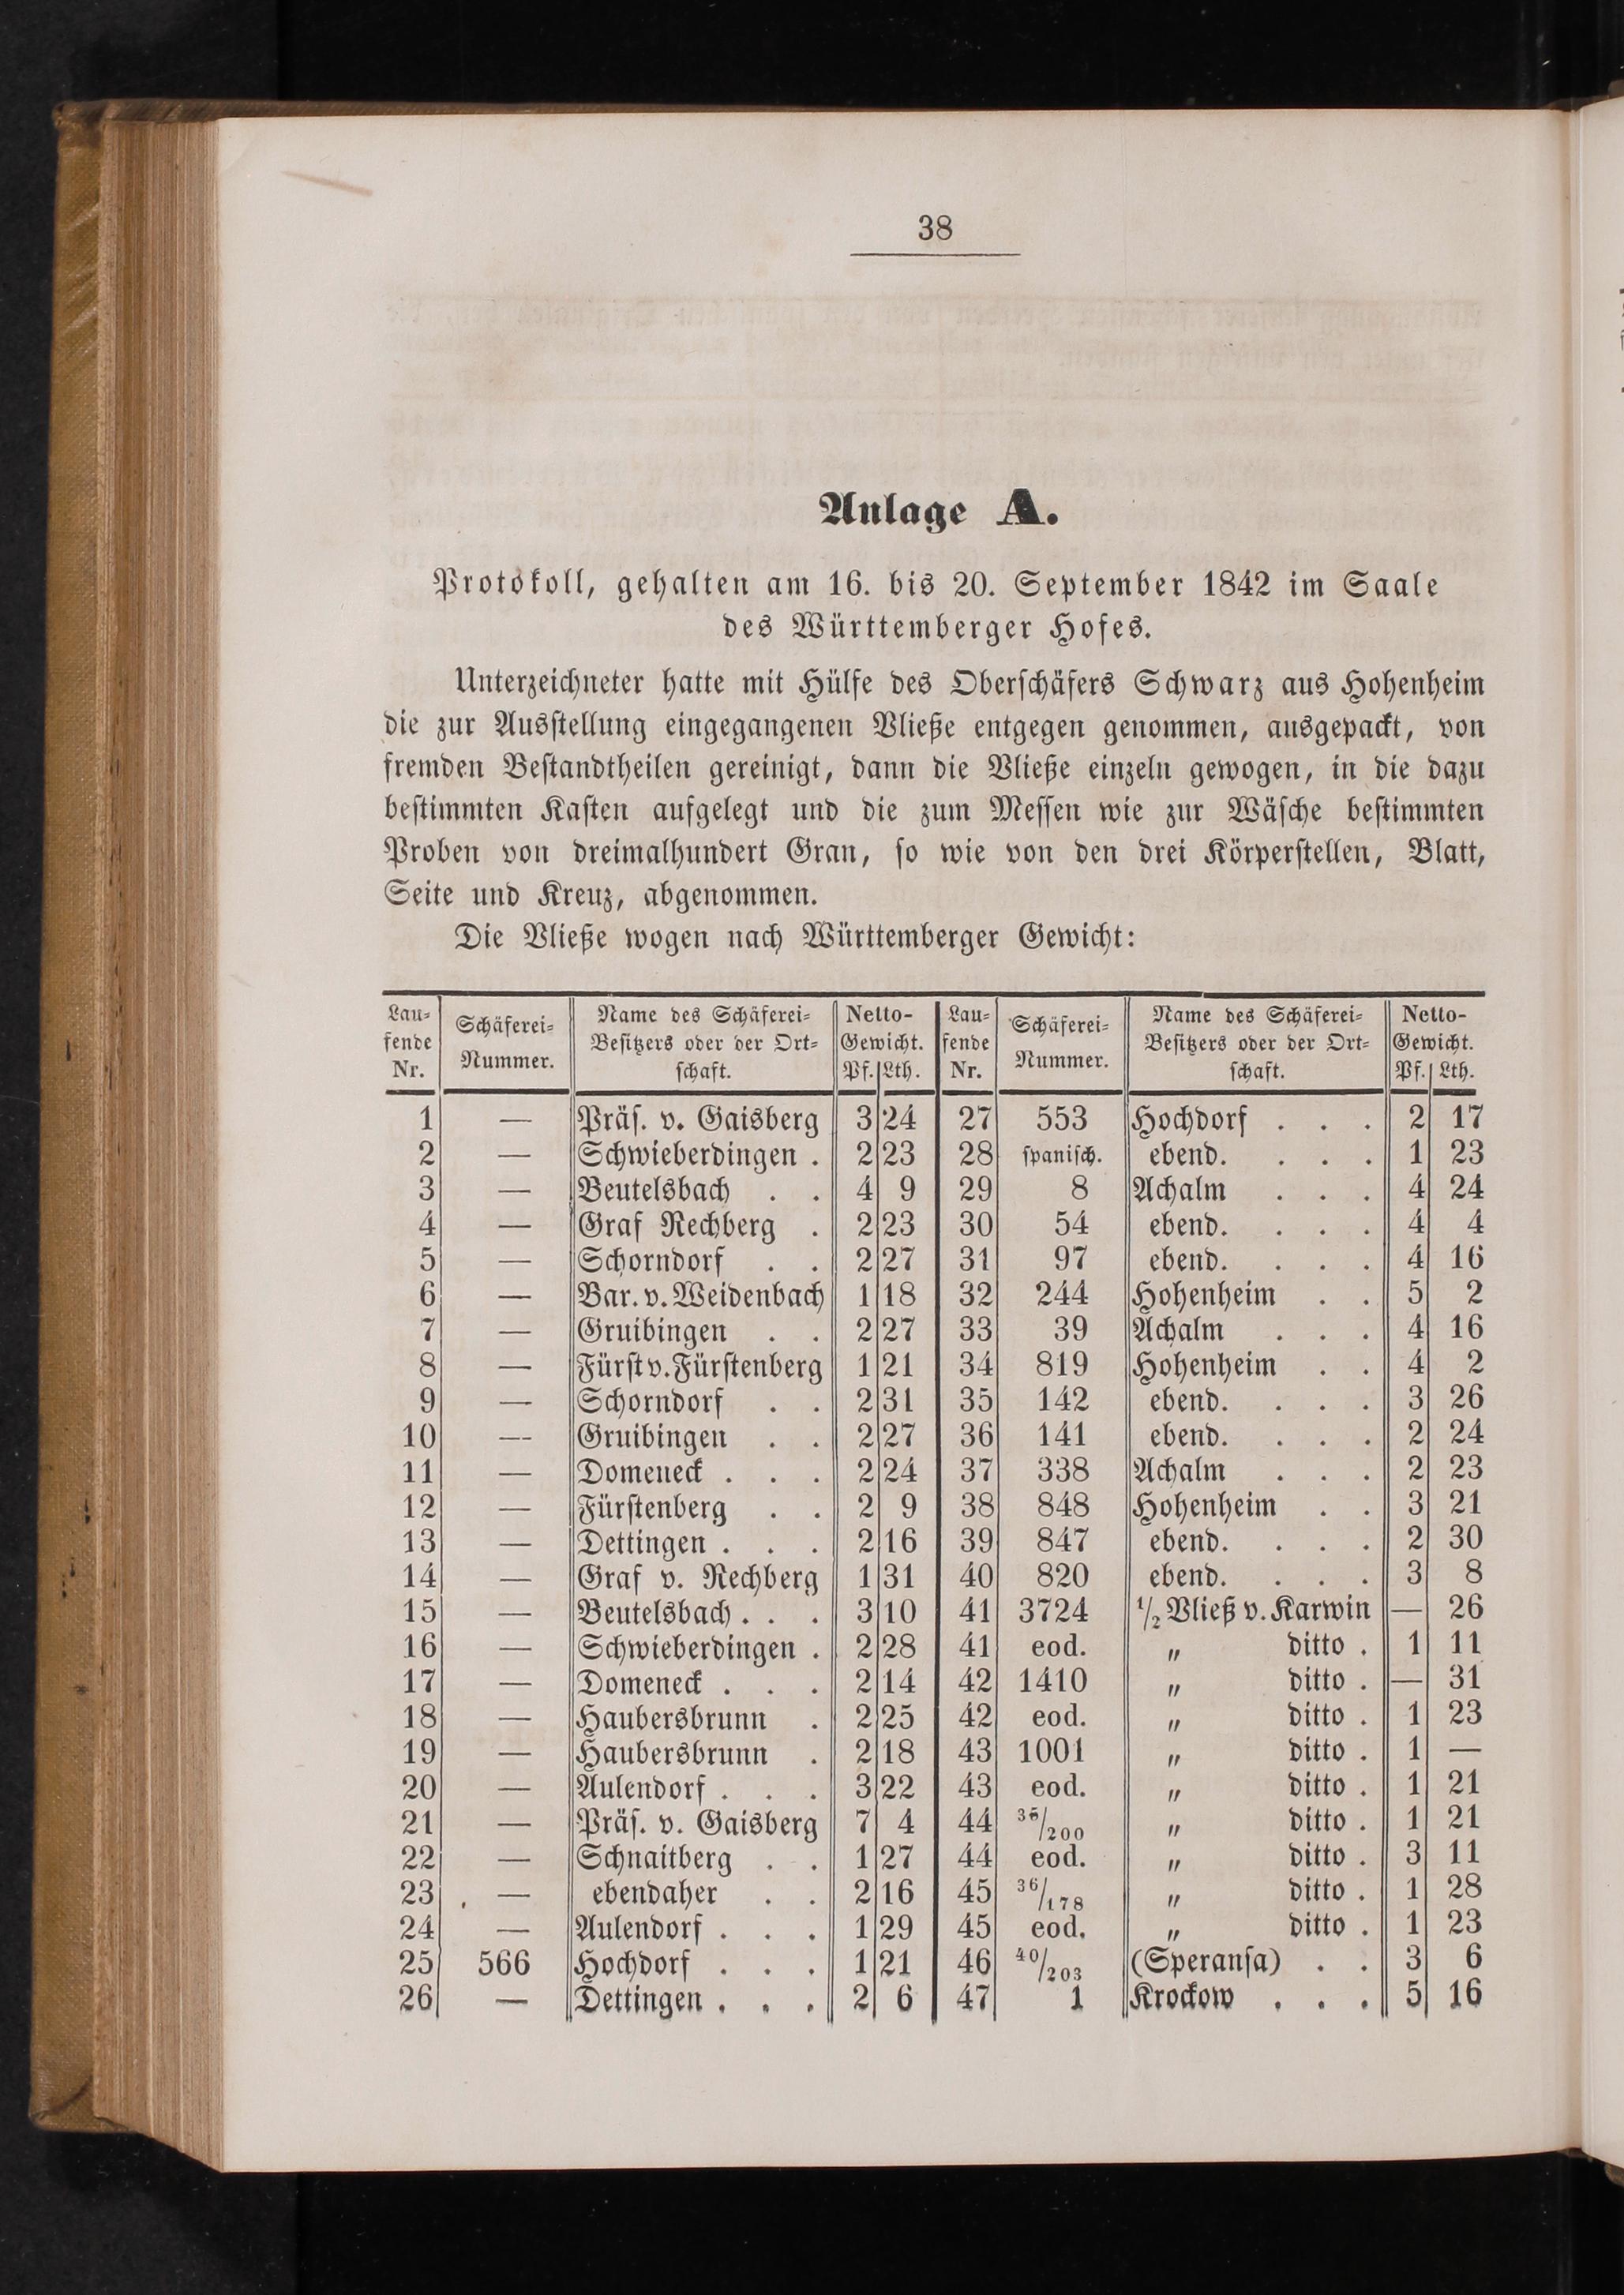 38
Anlage A.
Protokoll, gehalten am 16. bis 20. September 1842 im Saale
des Württemberger Hofes.
Unterzeichneter hatte mit Hülfe des Oberſchäfers Schwarz aus Hohenheim
die zur Ausſtellung eingegangenen Vließe entgegen genommen, ausgepackt, von
fremden Beſtandtheilen gereinigt, dann die Vließe einzeln gewogen, in die dazu
beſtimmten Kaſten aufgelegt und die zum Meſſen wie zur Wäſche beſtimmten
Proben von dreimalhundert Gran, ſo wie von den drei Körperſtellen, Blatt,
Seite und Kreuz, abgenommen.
Die Vließe wogen nach Württemberger Gewicht:
Lau- Schäferei- Name des Schäferei- Netto- Lau- Schäferei- Name des Schäferei- Netto-
fende Nummer. Beſitzers oder der Ort- Gewicht. fende Nummer. Beſitzers oder der Ort- Gewicht.
Nr. ſchaft. Pf. Lth. Nr. ſchaft. Pf. Lth.
1 — Präſ. v. Gaisberg 3 24 27 553 Hochdorf . . . 2 17
2 — Schwieberdingen . 2 23 28 ſpaniſch. ebend. . . . 1 23
3 — Beutelsbach . . 4 9 29 8 Achalm . . . 4 24
4 — Graf Rechberg . 2 23 30 54 ebend. . . . 4 4
5 — Schorndorf . . 2 27 31 97 ebend. . . . 4 16
6 — Bar. v. Weidenbach 1 18 32 244 Hohenheim . . 5 2
7 — Gruibingen . . 2 27 33 39 Achalm . . . 4 16
8 — Fürſt v. Fürſtenberg 1 21 34 819 Hohenheim . . 4 2
9 — Schorndorf . . 2 31 35 142 ebend. . . . 3 26
10 — Gruibingen . . 2 27 36 141 ebend. . . . 2 24
11 — Domeneck . . . 2 24 37 338 Achalm . . . 2 23
12 — Fürſtenberg . . 2 9 38 848 Hohenheim . . 3 21
13 — Dettingen . . . 2 16 39 847 ebend. . . . 2 30
14 — Graf v. Rechberg 1 31 40 820 ebend. . . . 3 8
15 — Beutelsbach . . . 3 10 41 3724 1/2 Vließ v. Karwin — 26
16 — Schwieberdingen . 2 28 41 eod. „ ditto . 1 11
17 — Domeneck . . . 2 14 42 1410 „ ditto . — 31
18 — Haubersbrunn . 2 25 42 eod. „ ditto . 1 23
19 — Haubersbrunn . 2 18 43 1001 „ ditto . 1 —
20 — Aulendorf . . . 3 22 43 eod. „ ditto . 1 21
21 — Präſ. v. Gaisberg 7 4 44 35/200 „ ditto . 1 21
22 — Schnaitberg . . 1 27 44 eod. „ ditto . 3 11
23 — ebendaher . . 2 16 45 36/178 „ ditto . 1 28
24 — Aulendorf . . . 1 29 45 eod. „ ditto . 1 23
25 566 Hochdorf . . . 1 21 46 40/203 (Speranſa) . . 3 6
26 — Dettingen . . . 2 6 47 1 Krockow . . . 5 16